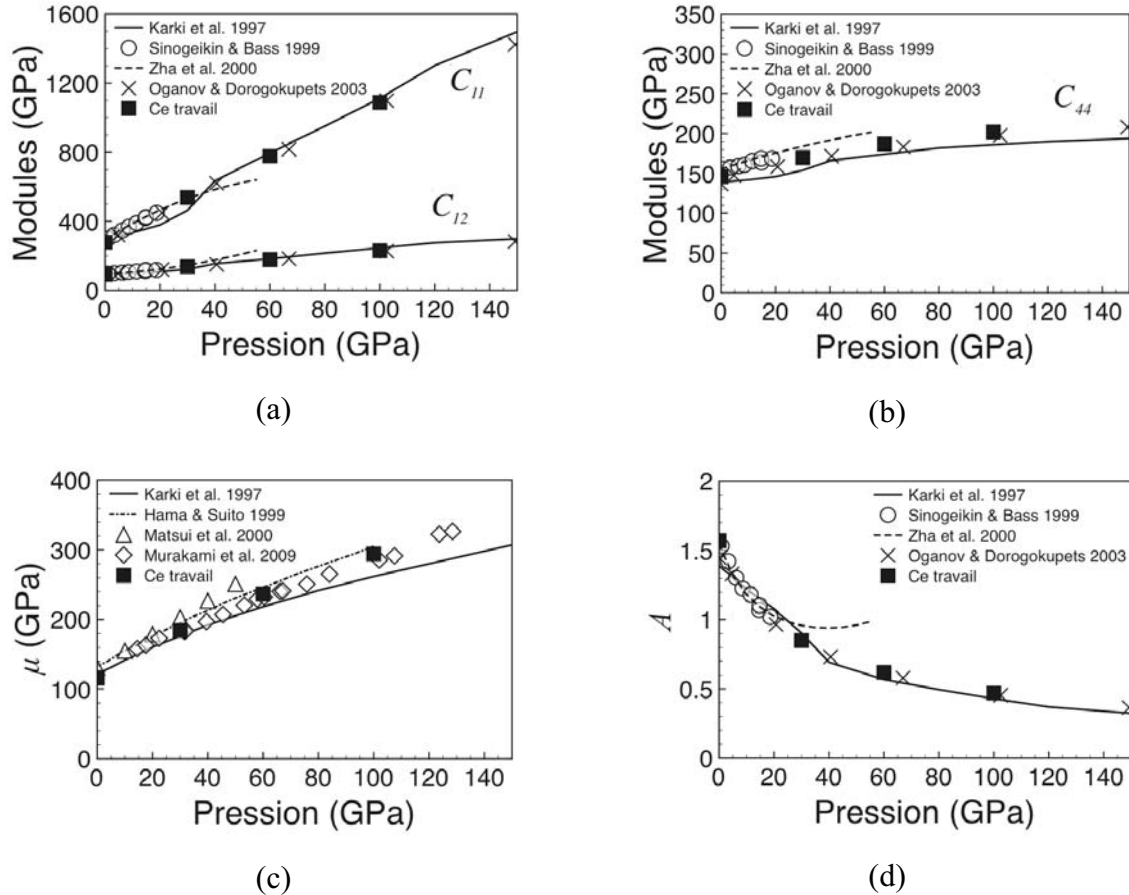 Modules (GPa)
1600
1200
800
400
0
Karki et al. 1997
Sinogeikin & Bass 1999
Zha et al. 2000
Oganov & Dorogokupets 2003
Ce travail
C11
C12
0 20 40 60 80 100 120 140
Pression (GPa)
(a)
Modules (GPa)
350
300
250
200
150
100
50
0
Karki et al. 1997
Sinogeikin & Bass 1999
Zha et al. 2000
Oganov & Dorogokupets 2003
Ce travail
C44
0 20 40 60 80 100 120 140
Pression (GPa)
(b)
μ (GPa)
400
300
200
100
0
Karki et al. 1997
Hama & Suito 1999
Matsui et al. 2000
Murakami et al. 2009
Ce travail
0 20 40 60 80 100 120 140
Pression (GPa)
(c)
A
2
1.5
1
0.5
0
Karki et al. 1997
Sinogeikin & Bass 1999
Zha et al. 2000
Oganov & Dorogokupets 2003
Ce travail
0 20 40 60 80 100 120 140
Pression (GPa)
(d)